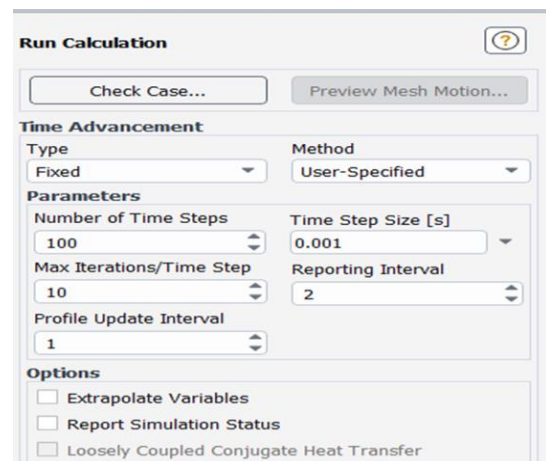 Run Calculation
?
Check Case... Preview Mesh Motion...
Time Advancement
Type Method
Fixed User-Specified
Parameters
Number of Time Steps Time Step Size [s]
100 0.001
Max Iterations/Time Step Reporting Interval
10 2
Profile Update Interval
1
Options
Extrapolate Variables
Report Simulation Status
Loosely Coupled Conjugate Heat Transfer